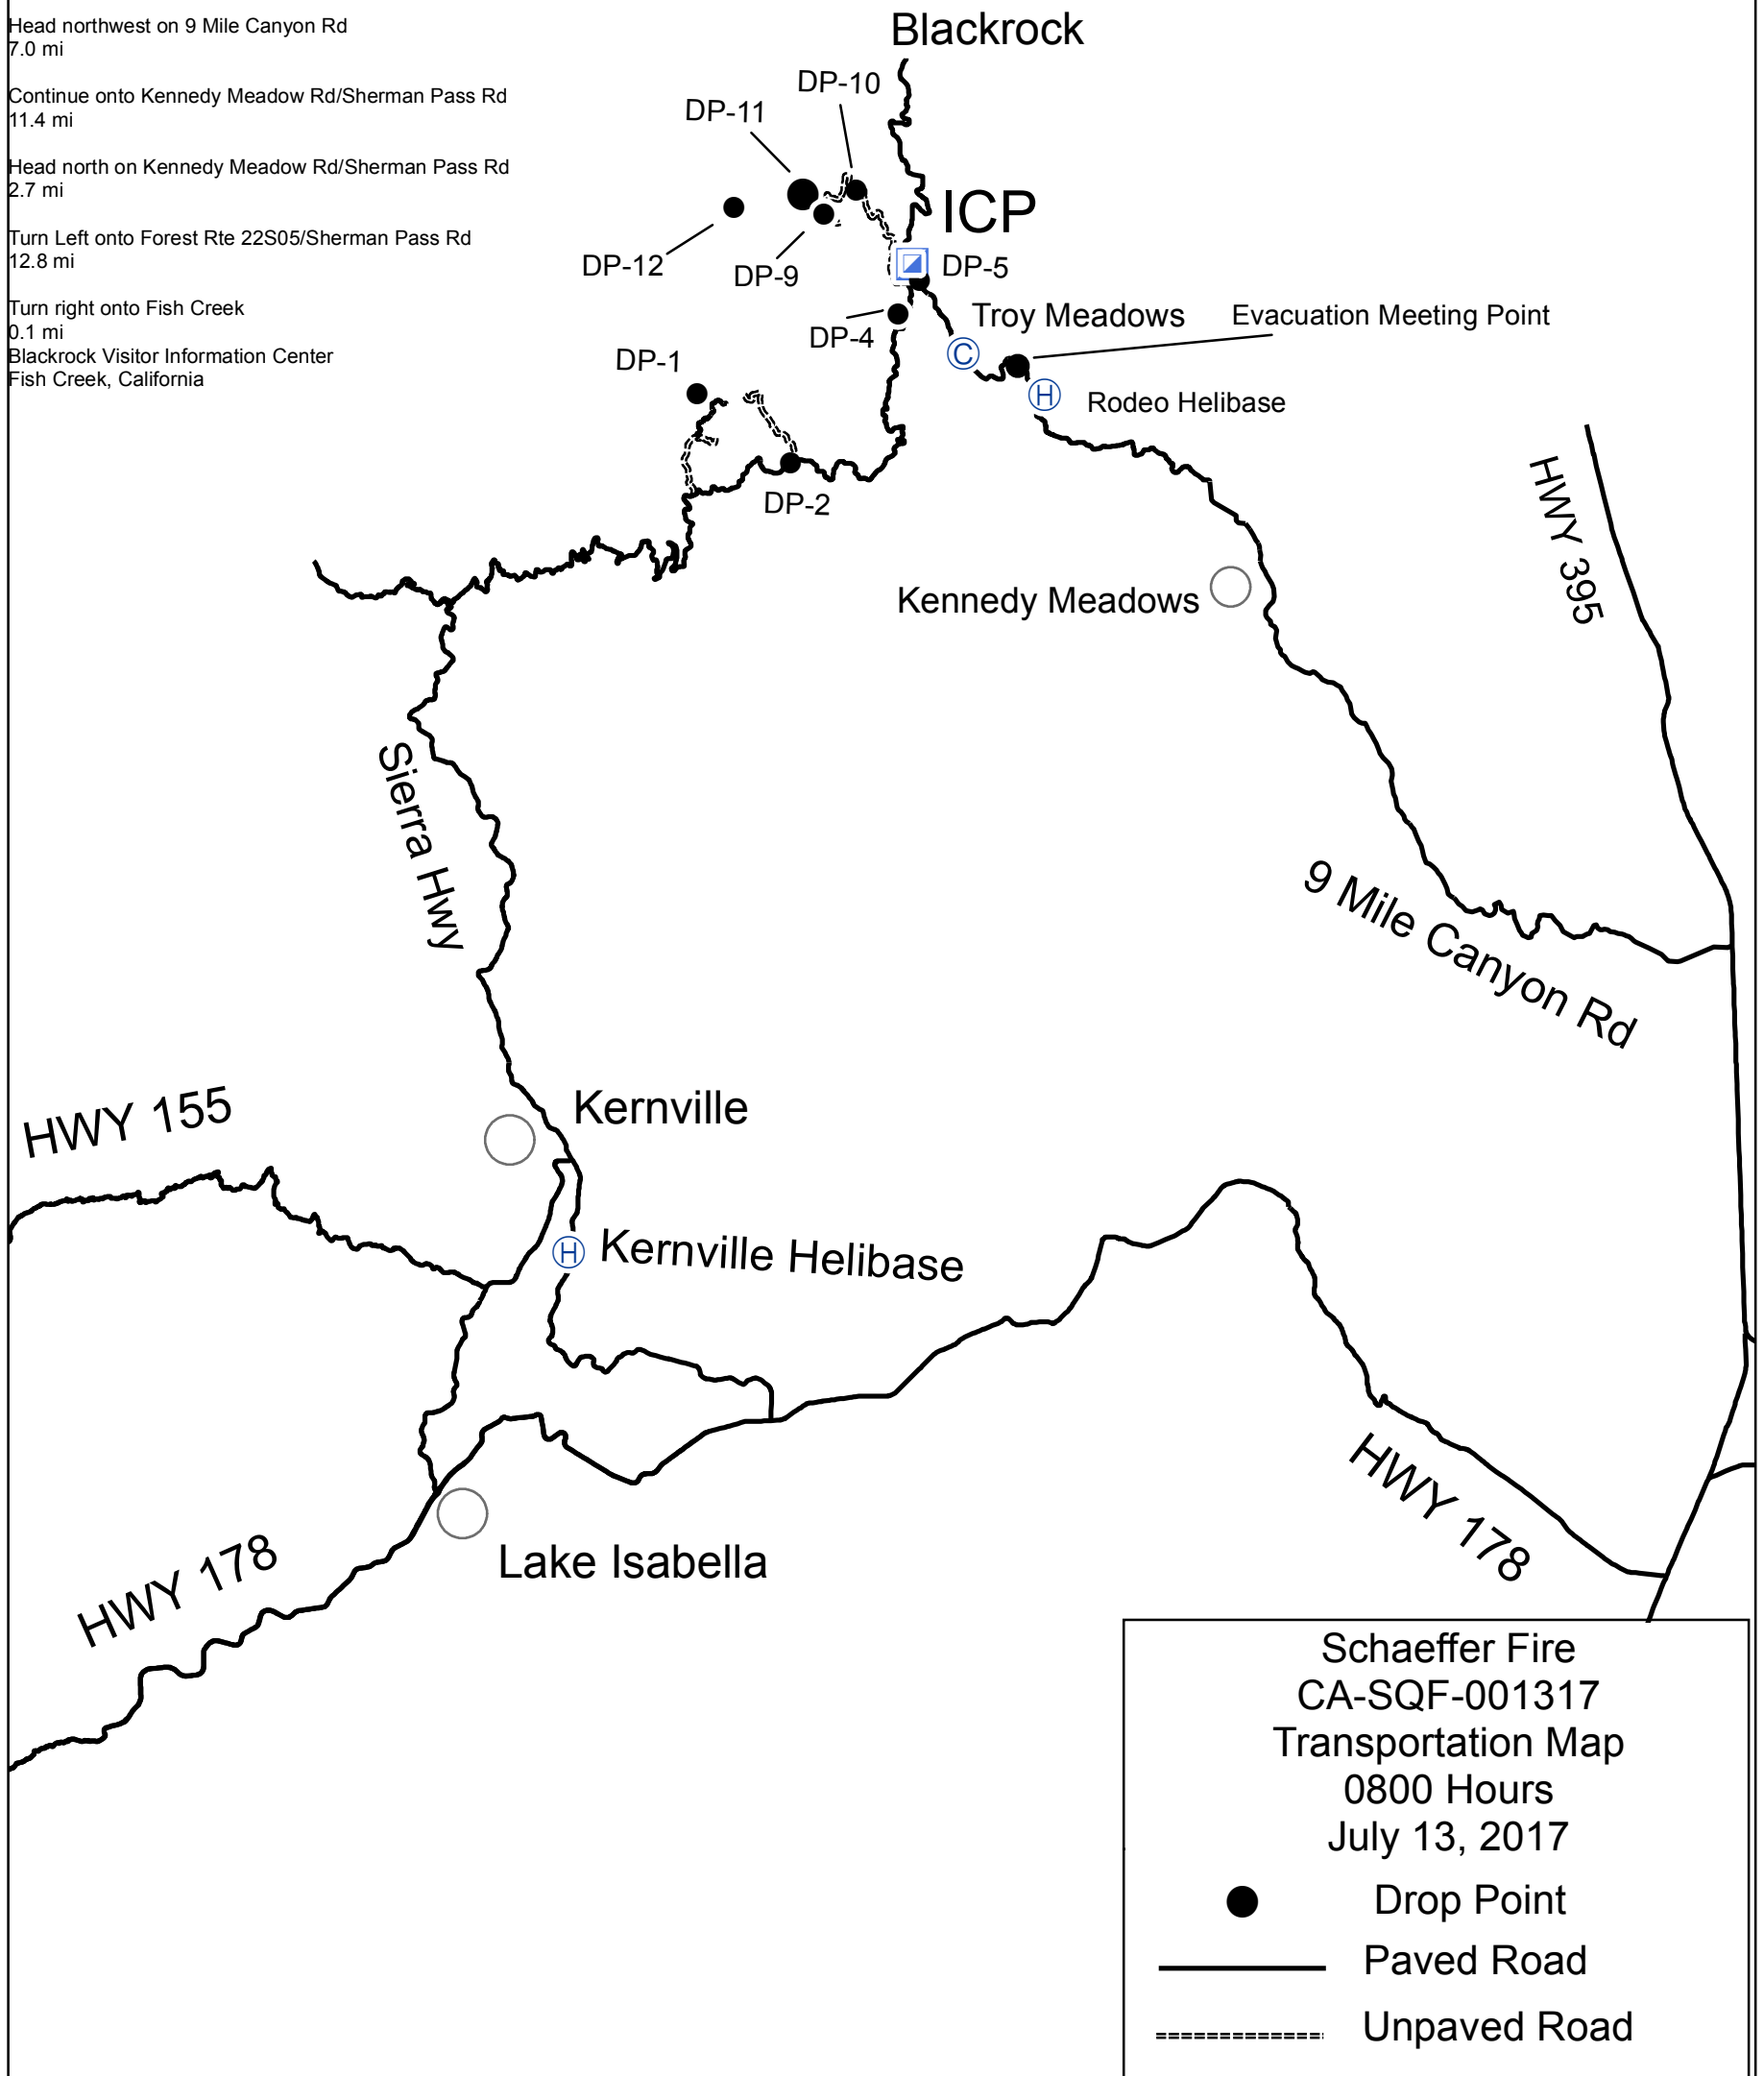 Head northwest on 9 Mile Canyon Rd
7.0 mi
Continue onto Kennedy Meadow Rd/Sherman Pass Rd
11.4 mi
Head north on Kennedy Meadow Rd/Sherman Pass Rd
2.7 mi
Turn Left onto Forest Rte 22S05/Sherman Pass Rd
12.8 mi
Turn right onto Fish Creek
0.1 mi
Blackrock Visitor Information Center
Fish Creek, California
Blackrock
DP-10
DP-11
ICP
DP-12
DP-9
DP-5
DP-4
Troy Meadows
Evacuation Meeting Point
C
DP-1
H
Rodeo Helibase
DP-2
HWY 395
Kennedy Meadows
Sierra Hwy
9 Mile Canyon Rd
HWY 155
Kernville
H
Kernville Helibase
HWY 178
Lake Isabella
HWY 178
Schaeffer Fire
CA-SQF-001317
Transportation Map
0800 Hours
July 13, 2017
Drop Point
Paved Road
Unpaved Road